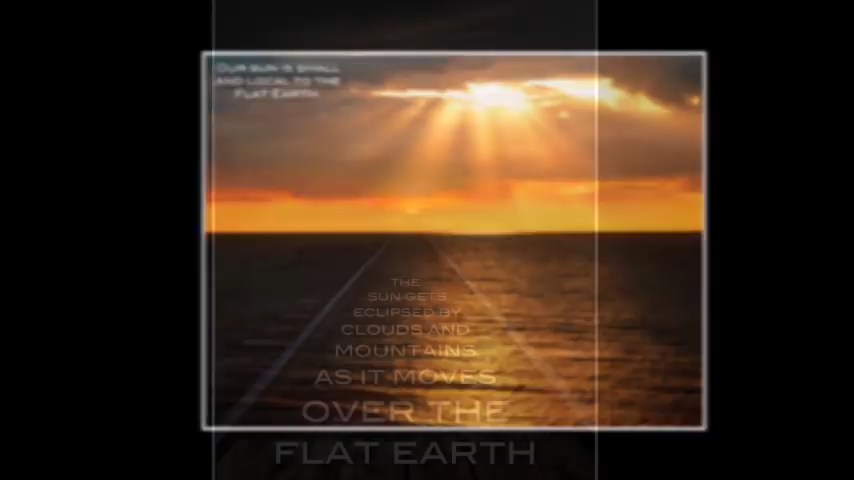 OUR SUN IS SMALL
AND LOCAL TO THE
FLAT EARTH
THE
SUN GETS
ECLIPSED BY
CLOUDS AND
MOUNTAINS
AS IT MOVES
OVER THE
FLAT EARTH